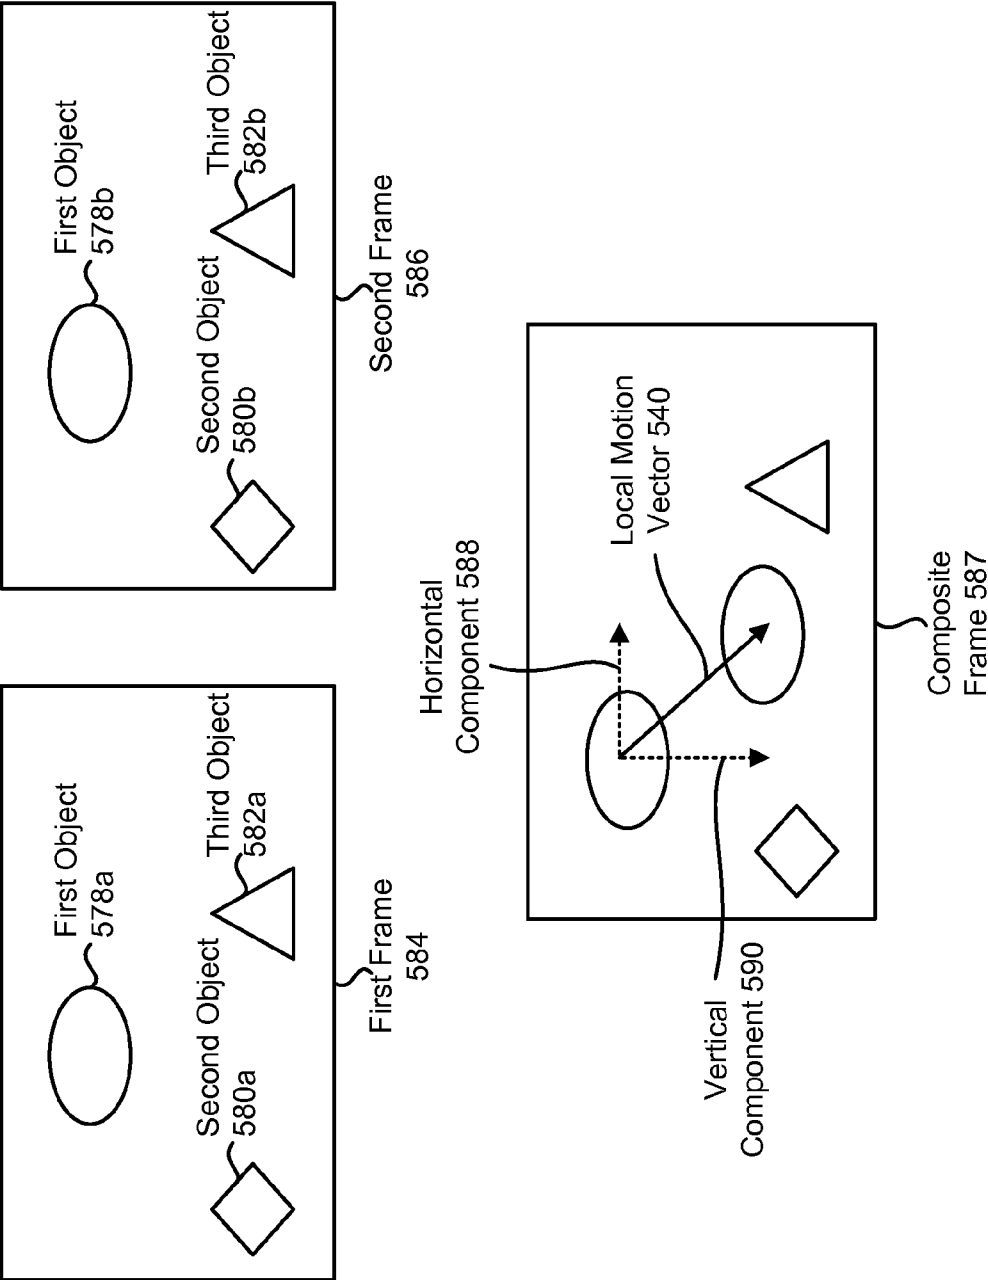 First Object
578a
Second Object
580a
Third Object
582a
First Frame
584
First Object
578b
Second Object
580b
Third Object
582b
Second Frame
586
Horizontal
Component 588
Local Motion
Vector 540
Vertical
Component 590
Composite
Frame 587